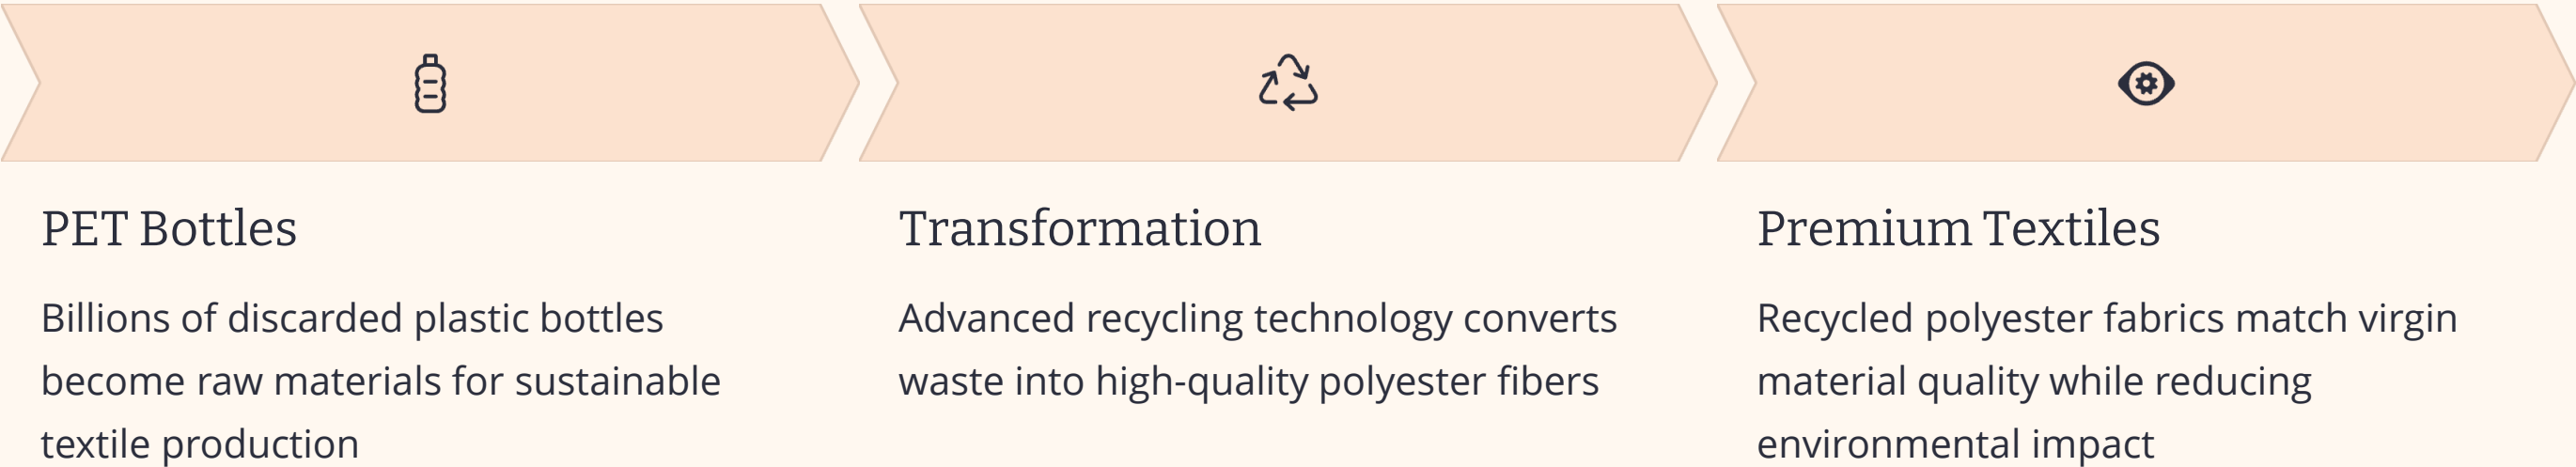 PET Bottles
Billions of discarded plastic bottles
become raw materials for sustainable
textile production
Transformation
Advanced recycling technology converts
waste into high-quality polyester fibers
Premium Textiles
Recycled polyester fabrics match virgin
material quality while reducing
environmental impact